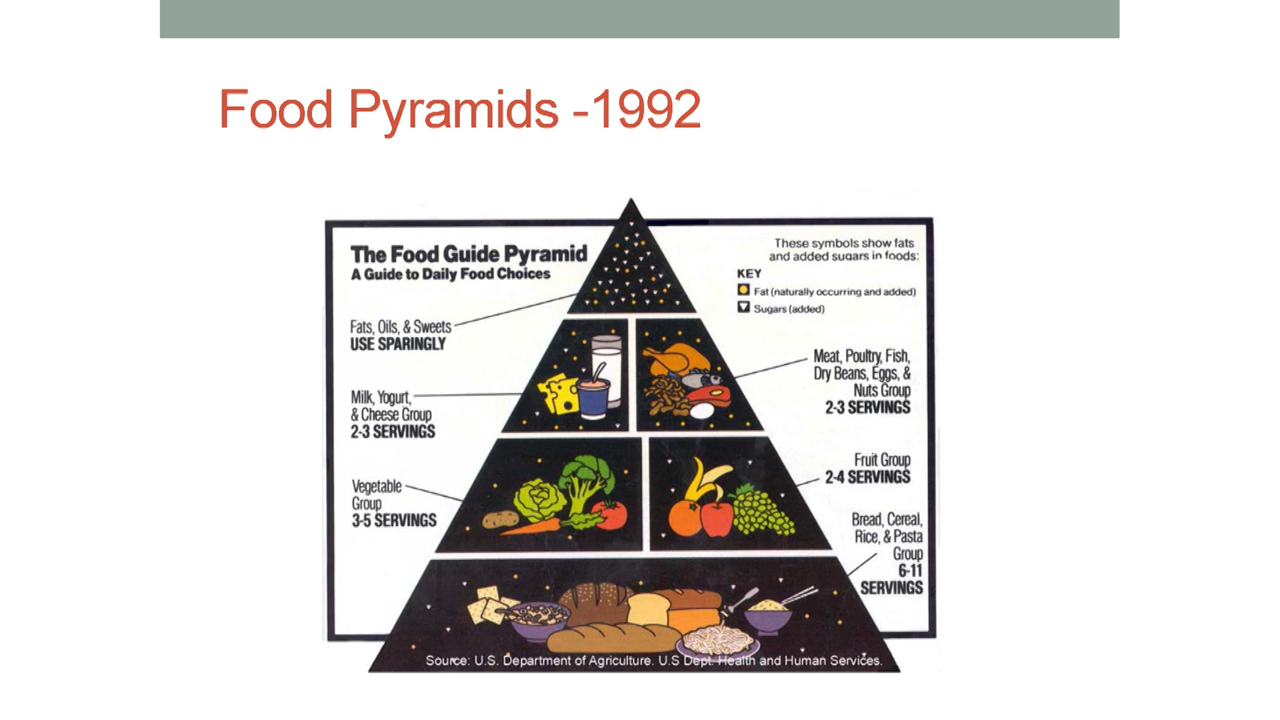 Food Pyramids -1992
The Food Guide Pyramid
A Guide to Daily Food Choices
These symbols show fats
and added sugars in foods:
KEY
Fat (naturally occurring and added)
Sugars (added)
Fats, Oils, & Sweets
USE SPARINGLY
Milk, Yogurt,
& Cheese Group
2-3 SERVINGS
Meat, Poultry, Fish,
Dry Beans, Eggs, &
Nuts Group
2-3 SERVINGS
Vegetable
Group
3-5 SERVINGS
Fruit Group
2-4 SERVINGS
Bread, Cereal,
Rice, & Pasta
Group
6-11
SERVINGS
Source: U.S. Department of Agriculture. U.S Dept. Health and Human Services.